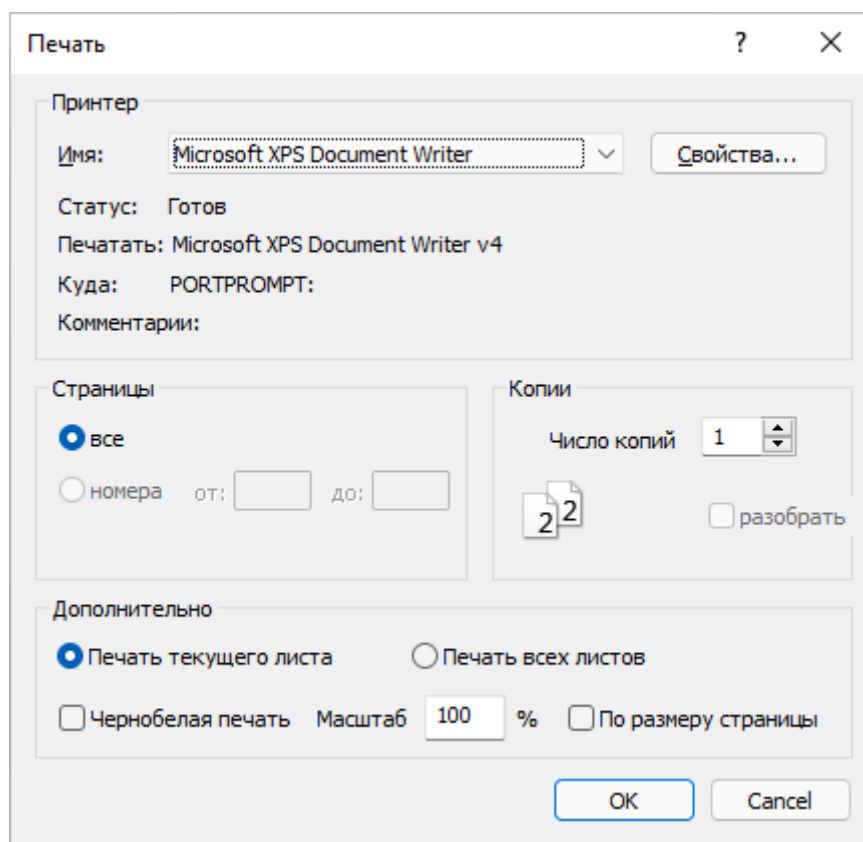 Печать ?
Принтер
Имя: Microsoft XPS Document Writer Свойства...
Статус: Готов
Печатать: Microsoft XPS Document Writer v4
Куда: PORTPROMPT:
Комментарии:
Страницы
все
номера от: до:
Копии
Число копий 1
2 2
разобрать
Дополнительно
Печать текущего листа Печать всех листов
Чернобелая печать Масштаб 100 % По размеру страницы
OK Cancel